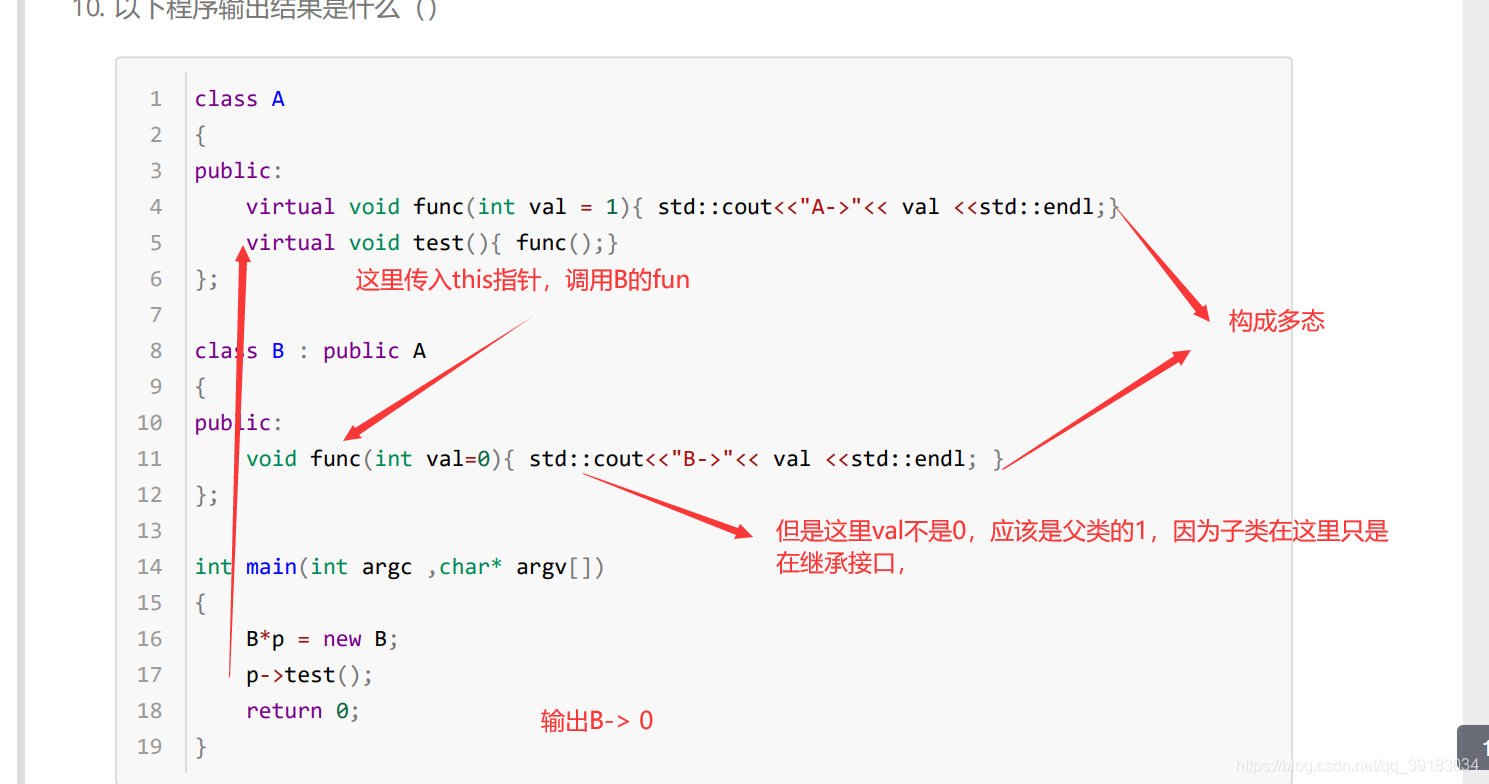 10. 以下程序输出结果是什么（）
1 class A
2 {
3 public:
4 virtual void func(int val = 1){ std::cout<<"A->"<< val <<std::endl;}
5 virtual void test(){ func();}
6 }; 这里传入this指针，调用B的fun
7
构成多态
8 class B : public A
9 {
10 public:
11 void func(int val=0){ std::cout<<"B->"<< val <<std::endl; }
12 };
13 但是这里val不是0，应该是父类的1，因为子类在这里只是
在继承接口，
14 int main(int argc ,char* argv[])
15 {
16 B*p = new B;
17 p->test();
18 return 0; 输出B-> 0
19 }
https://blog.csdn.net/qq_39183034